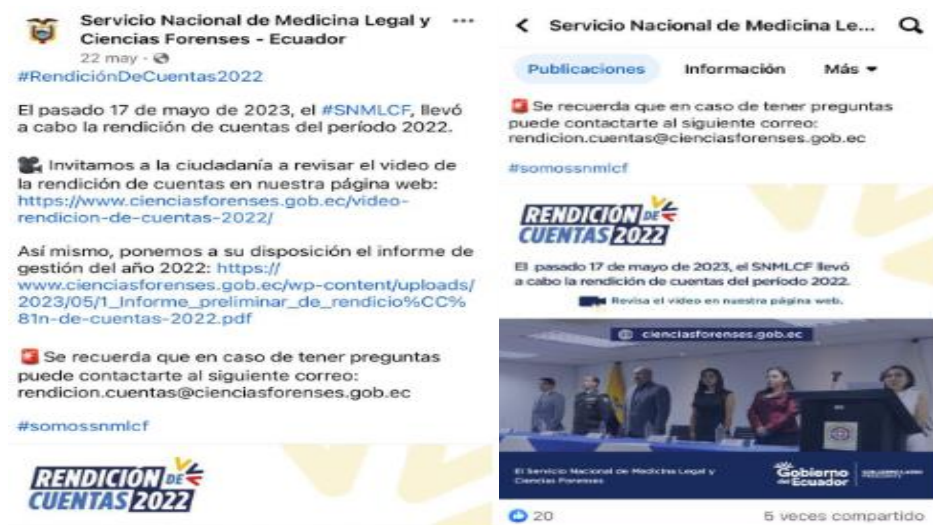 Servicio Nacional de Medicina Legal y ...
Ciencias Forenses - Ecuador
22 may ·
#RendiciónDeCuentas2022
El pasado 17 de mayo de 2023, el #SNMLCF, llevó
a cabo la rendición de cuentas del período 2022.
Invitamos a la ciudadanía a revisar el video de
la rendición de cuentas en nuestra página web:
https://www.cienciasforenses.gob.ec/video-
rendicion-de-cuentas-2022/
Así mismo, ponemos a su disposición el informe de
gestión del año 2022: https://
www.cienciasforenses.gob.ec/wp-content/uploads/
2023/05/1_Informe_preliminar_de_rendicio%CC%
81n-de-cuentas-2022.pdf
Se recuerda que en caso de tener preguntas
puede contactarte al siguiente correo:
rendicion.cuentas@cienciasforenses.gob.ec
#somossnmlcf
RENDICIÓN DE
CUENTAS 2022
Servicio Nacional de Medicina Le...
Publicaciones Información Más
Se recuerda que en caso de tener preguntas
puede contactarte al siguiente correo:
rendicion.cuentas@cienciasforenses.gob.ec
#somossnmlcf
RENDICIÓN DE
CUENTAS 2022
El pasado 17 de mayo de 2023, el SNMLCF llevó
a cabo la rendición de cuentas del período 2022.
Revisa el video en nuestra página web.
cienciasforenses.gob.ec
El Servicio Nacional de Medicina Legal y
Ciencias Forenses
Gobierno
del Ecuador
20
5 veces compartido